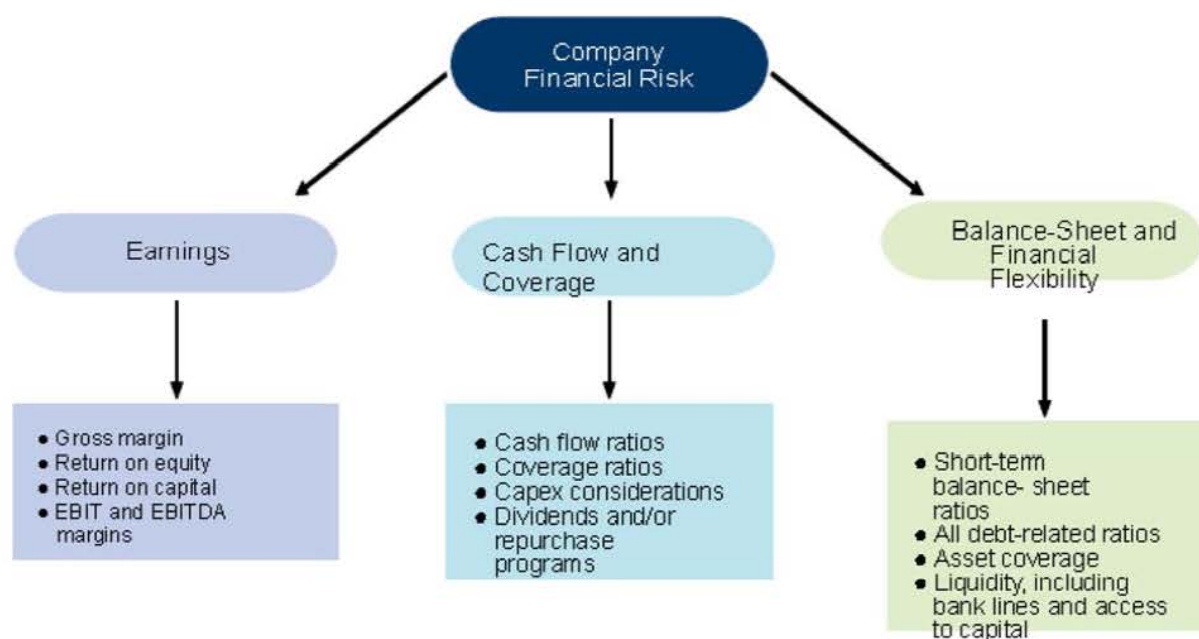 Company
Financial Risk
Earnings
Cash Flow and
Coverage
Balance-Sheet and
Financial
Flexibility
● Gross margin
● Return on equity
● Return on capital
● EBIT and EBITDA
margins
● Cash flow ratios
● Coverage ratios
● Capex considerations
● Dividends and/or
repurchase
programs
● Short-term
balance- sheet
ratios
● All debt-related ratios
● Asset coverage
● Liquidity, including
bank lines and access
to capital